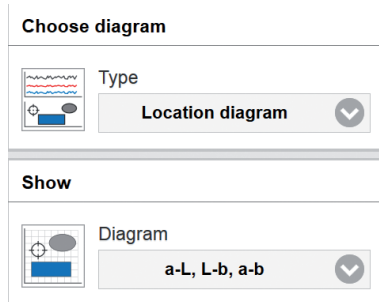 Choose diagram
Type
Location diagram
Show
Diagram
a-L, L-b, a-b